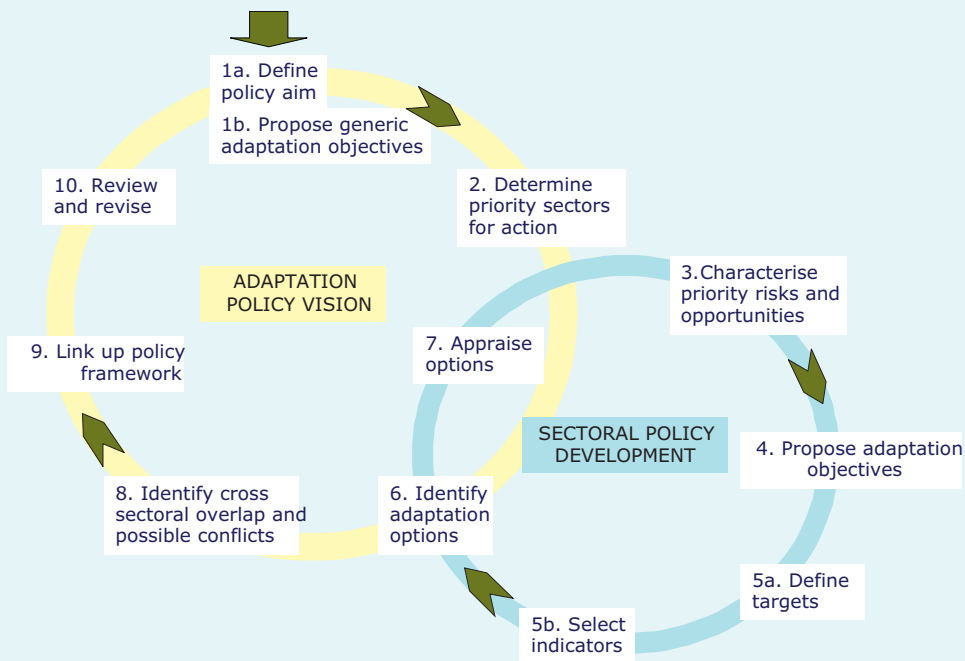 1a. Define
policy aim
1b. Propose generic
adaptation objectives
2. Determine
priority sectors
for action
3.Characterise
priority risks and
opportunities
4. Propose adaptation
objectives
5a. Define
targets
5b. Select
indicators
6. Identify
adaptation
options
7. Appraise
options
8. Identify cross
sectoral overlap and
possible conflicts
9. Link up policy
framework
10. Review
and revise
ADAPTATION
POLICY VISION
SECTORAL POLICY
DEVELOPMENT